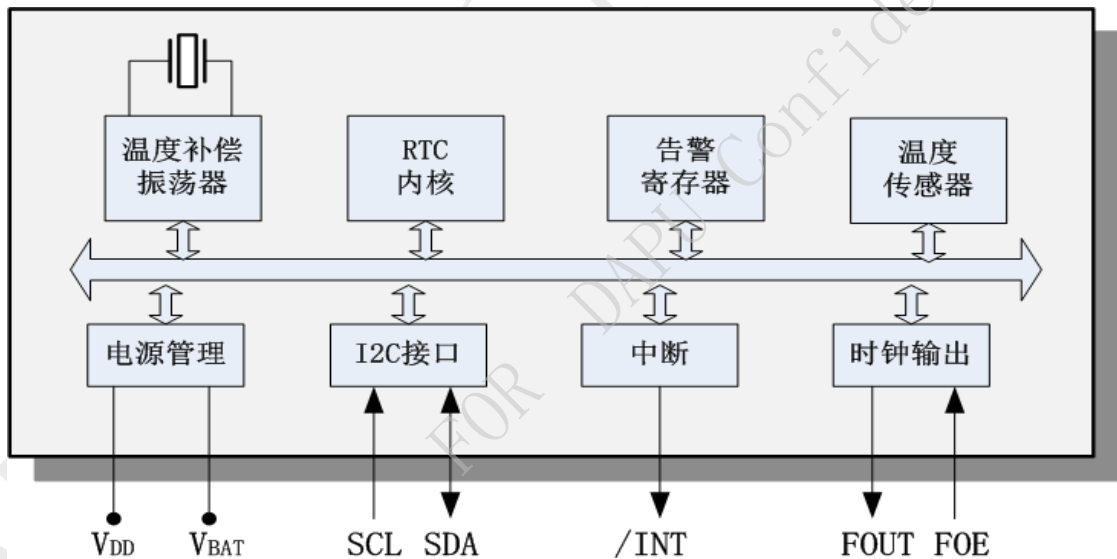 温度补偿
振荡器
RTC
内核
告警
寄存器
温度
传感器
电源管理
I2C接口
中断
时钟输出
VDD
VBAT
SCL
SDA
/INT
FOUT
FOE
FOR DAPU Confide